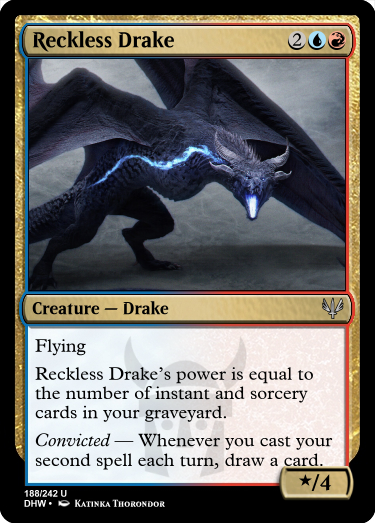 Reckless Drake 2
Creature — Drake
Flying
Reckless Drake's power is equal to
the number of instant and sorcery
cards in your graveyard.
Convicted — Whenever you cast your
second spell each turn, draw a card.
★/4
188/242 U
DHW • Katinka Thorondor